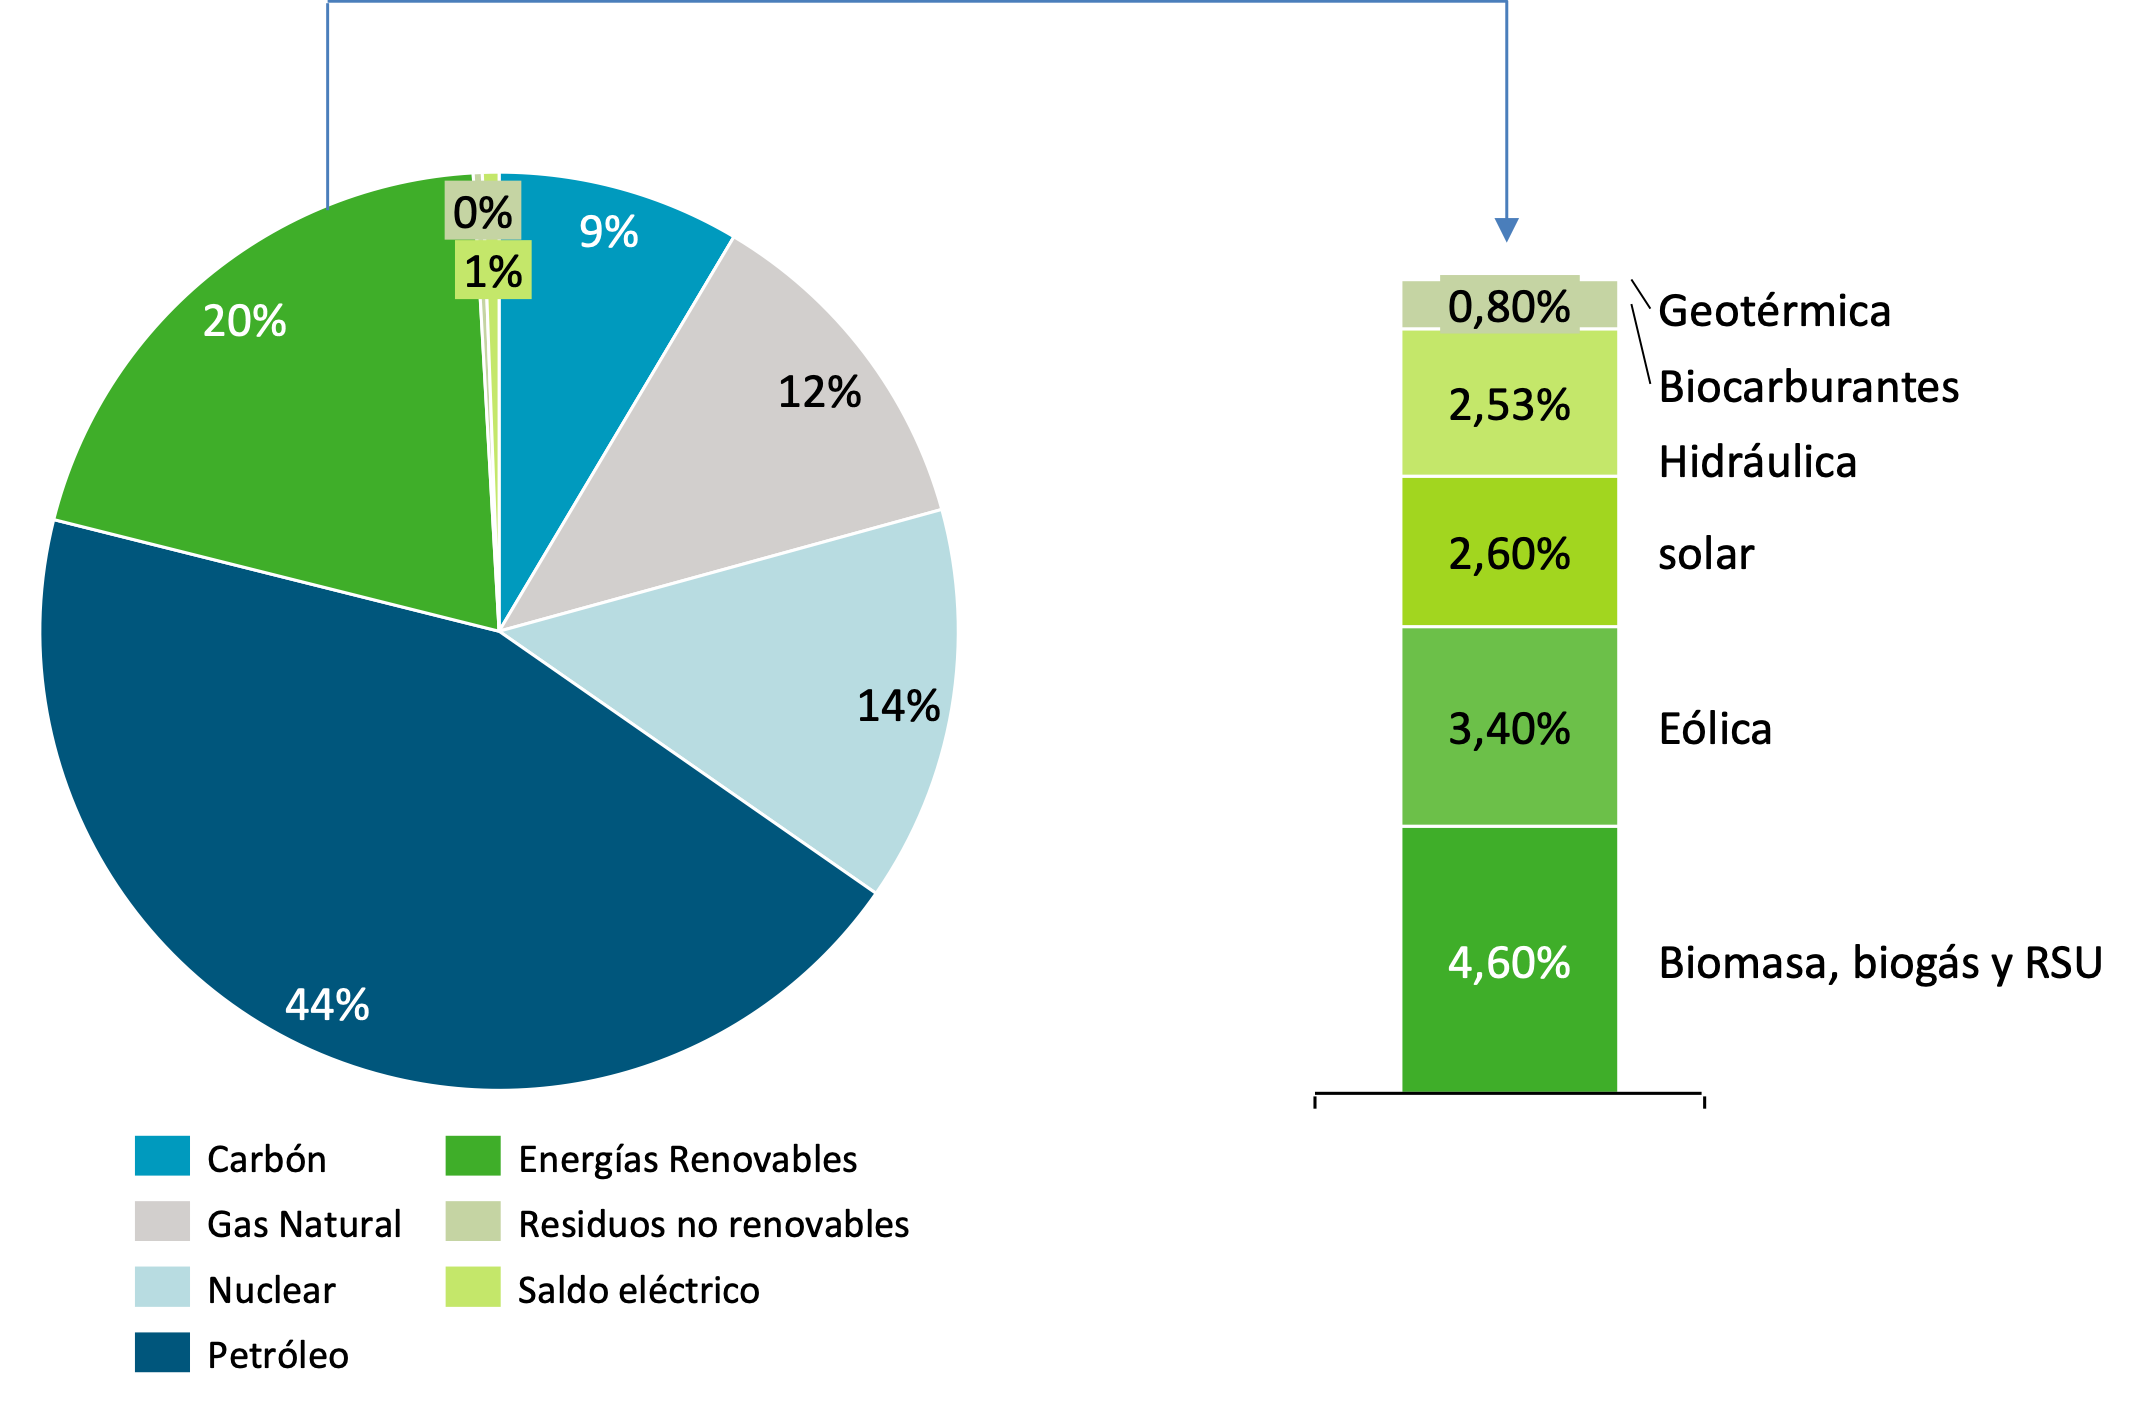 0%
9%
1%
20%
12%
14%
44%
Carbón
Gas Natural
Nuclear
Petróleo
Energías Renovables
Residuos no renovables
Saldo eléctrico
0,80%
2,53%
2,60%
3,40%
4,60%
Geotérmica
Biocarburantes
Hidráulica
solar
Eólica
Biomasa, biogás y RSU